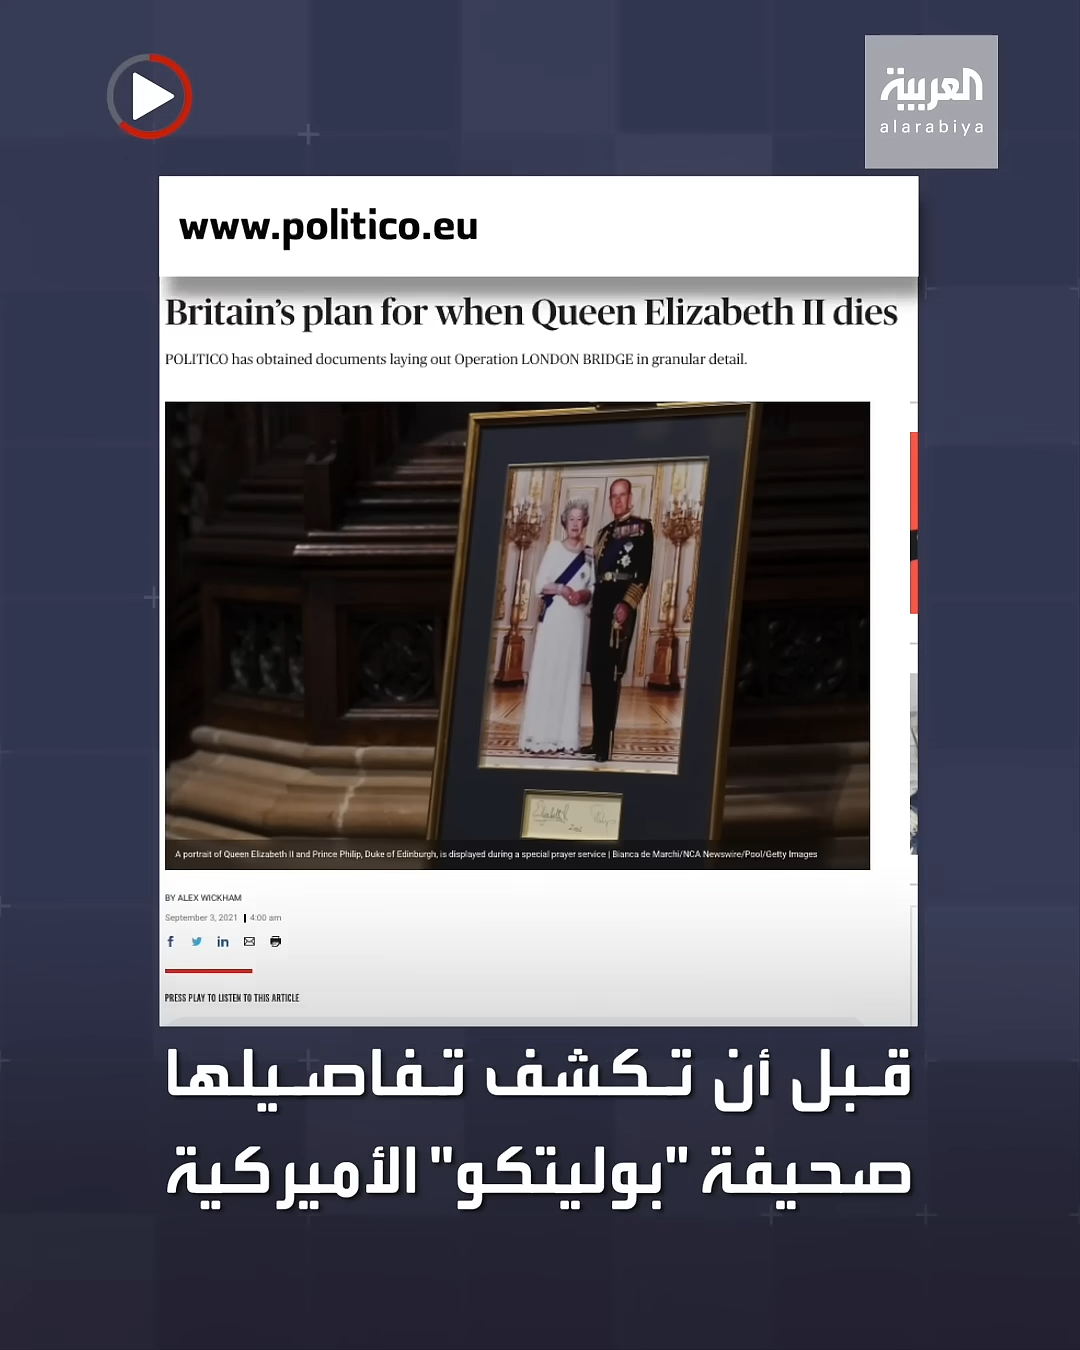 العربية
alarabiya
www.politico.eu
Britain's plan for when Queen Elizabeth II dies
POLITICO has obtained documents laying out Operation LONDON BRIDGE in granular detail.
A portrait of Queen Elizabeth II and Prince Philip, Duke of Edinburgh, is displayed during a special prayer service | Bianca de Marchi/NCA Newswire/Pool/Getty Images
BY ALEX WICKHAM
September 3, 2021 | 4:00 am
PRESS PLAY TO LISTEN TO THIS ARTICLE
قبل أن تكشف تفاصيلها
صحيفة "بوليتكو" الأميركية